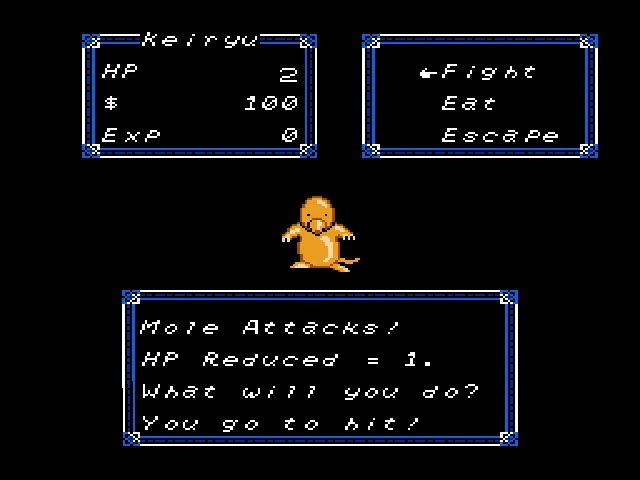 Keiryu
HP 2
$ 100
Exp 0
Fight
Eat
Escape
Mole Attacks!
HP Reduced = 1.
What will you do?
You go to hit!